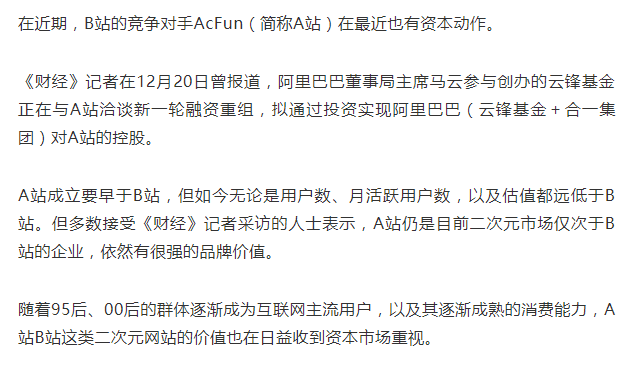 在近期，B站的竞争对手AcFun（简称A站）在最近也有资本动作。
《财经》记者在12月20日曾报道，阿里巴巴董事局主席马云参与创办的云锋基金
正在与A站洽谈新一轮融资重组，拟通过投资实现阿里巴巴（云锋基金＋合一集
团）对A站的控股。
A站成立要早于B站，但如今无论是用户数、月活跃用户数，以及估值都远低于B
站。但多数接受《财经》记者采访的人士表示，A站仍是目前二次元市场仅次于B
站的企业，依然有很强的品牌价值。
随着95后、00后的群体逐渐成为互联网主流用户，以及其逐渐成熟的消费能力，A
站B站这类二次元网站的价值也在日益收到资本市场重视。